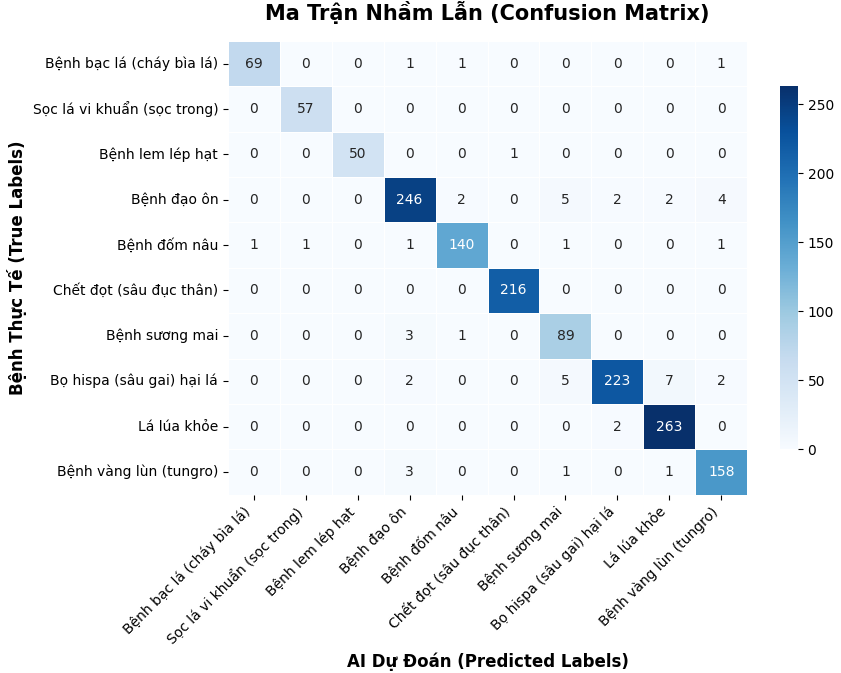 Ma Trận Nhầm Lẫn (Confusion Matrix)
Bệnh Thực Tế (True Labels)
Bệnh bạc lá (cháy bìa lá) 69 0 0 1 1 0 0 0 0 1
Sọc lá vi khuẩn (sọc trong) 0 57 0 0 0 0 0 0 0 0
Bệnh lem lép hạt 0 0 50 0 0 1 0 0 0 0
Bệnh đạo ôn 0 0 0 246 2 0 5 2 2 4
Bệnh đốm nâu 1 1 0 1 140 0 1 0 0 1
Chết đọt (sâu đục thân) 0 0 0 0 0 216 0 0 0 0
Bệnh sương mai 0 0 0 3 1 0 89 0 0 0
Bọ hispa (sâu gai) hại lá 0 0 0 2 0 0 5 223 7 2
Lá lúa khỏe 0 0 0 0 0 0 0 2 263 0
Bệnh vàng lùn (tungro) 0 0 0 3 0 0 1 0 1 158
Bệnh bạc lá (cháy bìa lá)
Sọc lá vi khuẩn (sọc trong)
Bệnh lem lép hạt
Bệnh đạo ôn
Bệnh đốm nâu
Chết đọt (sâu đục thân)
Bệnh sương mai
Bọ hispa (sâu gai) hại lá
Lá lúa khỏe
Bệnh vàng lùn (tungro)
AI Dự Đoán (Predicted Labels)
250
200
150
100
50
0